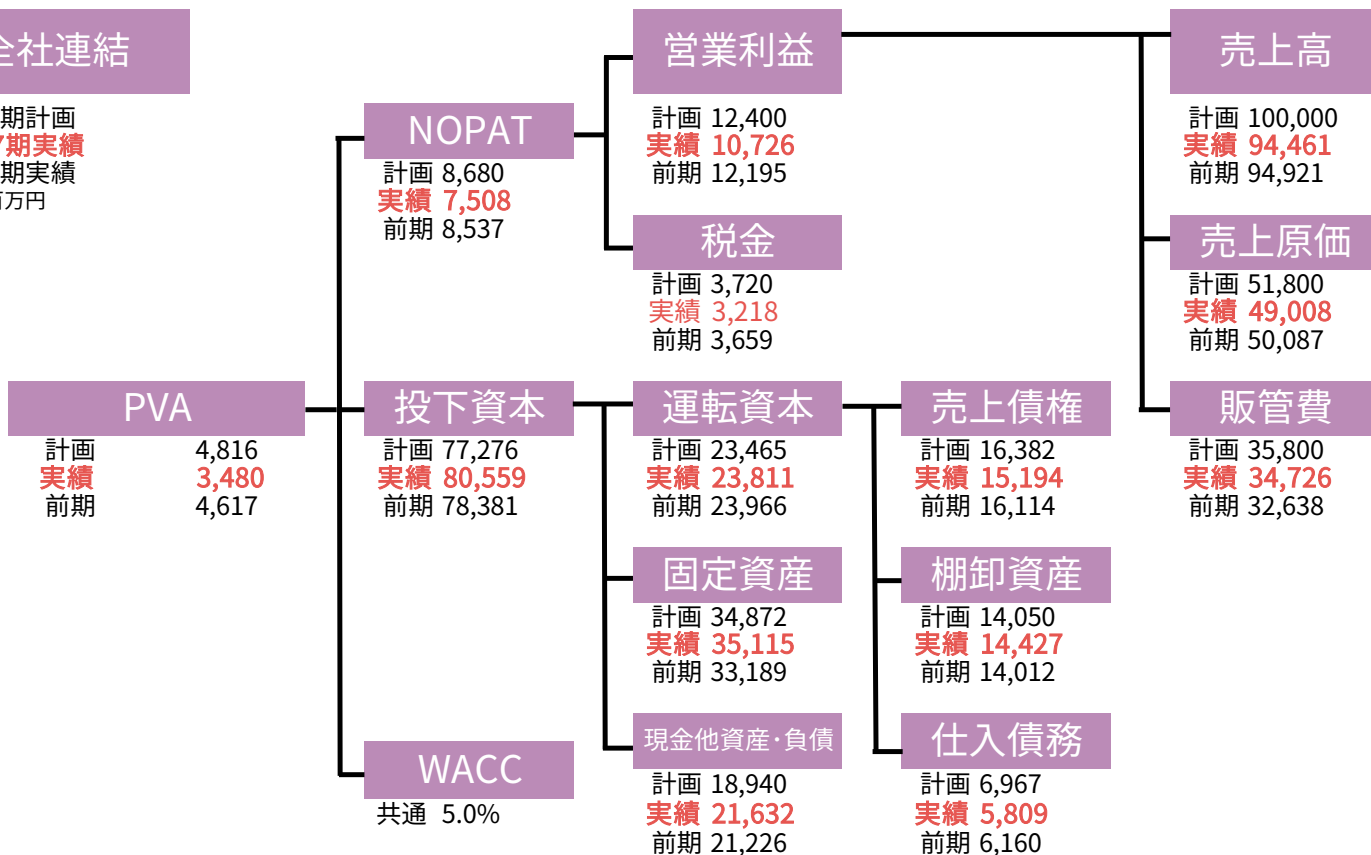 全社連結
期計画
7期実績
期実績
百万円
PVA
計画 4,816
実績 3,480
前期 4,617
NOPAT
計画 8,680
実績 7,508
前期 8,537
投下資本
計画 77,276
実績 80,559
前期 78,381
WACC
共通 5.0%
営業利益
計画 12,400
実績 10,726
前期 12,195
税金
計画 3,720
実績 3,218
前期 3,659
運転資本
計画 23,465
実績 23,811
前期 23,966
固定資産
計画 34,872
実績 35,115
前期 33,189
現金他資産・負債
計画 18,940
実績 21,632
前期 21,226
売上債権
計画 16,382
実績 15,194
前期 16,114
棚卸資産
計画 14,050
実績 14,427
前期 14,012
仕入債務
計画 6,967
実績 5,809
前期 6,160
売上高
計画 100,000
実績 94,461
前期 94,921
売上原価
計画 51,800
実績 49,008
前期 50,087
販管費
計画 35,800
実績 34,726
前期 32,638